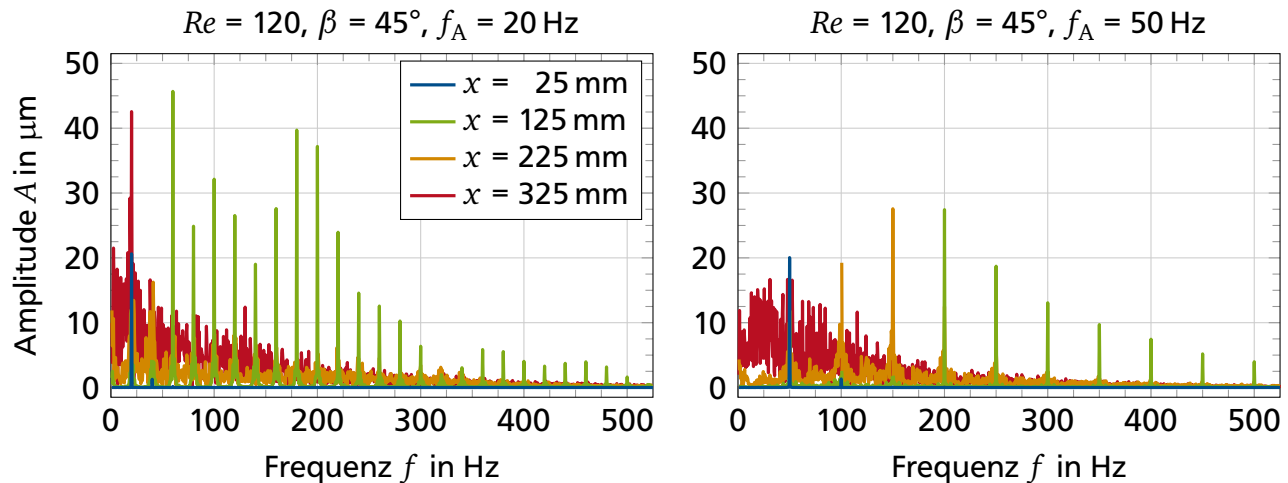 Re = 120, β = 45°, f_A = 20 Hz
Amplitude A in µm
50
40
30
20
10
0
x = 25 mm
x = 125 mm
x = 225 mm
x = 325 mm
0 100 200 300 400 500
Frequenz f in Hz
Re = 120, β = 45°, f_A = 50 Hz
50
40
30
20
10
0
0 100 200 300 400 500
Frequenz f in Hz